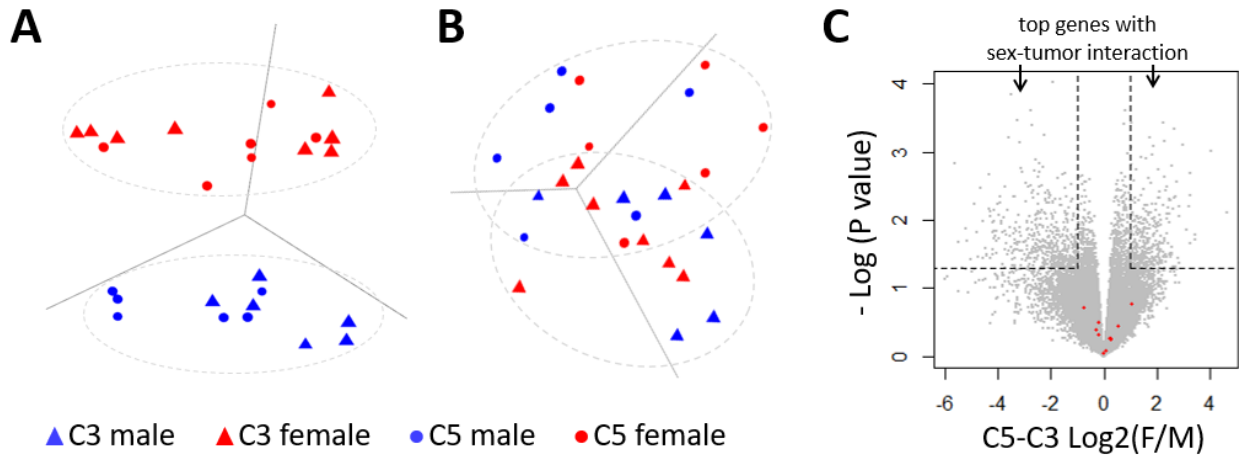 A
B
C
top genes with
sex-tumor interaction
4
3
2
1
0
- Log (P value)
-6 -4 -2 0 2 4
C5-C3 Log2(F/M)
C3 male C3 female C5 male C5 female